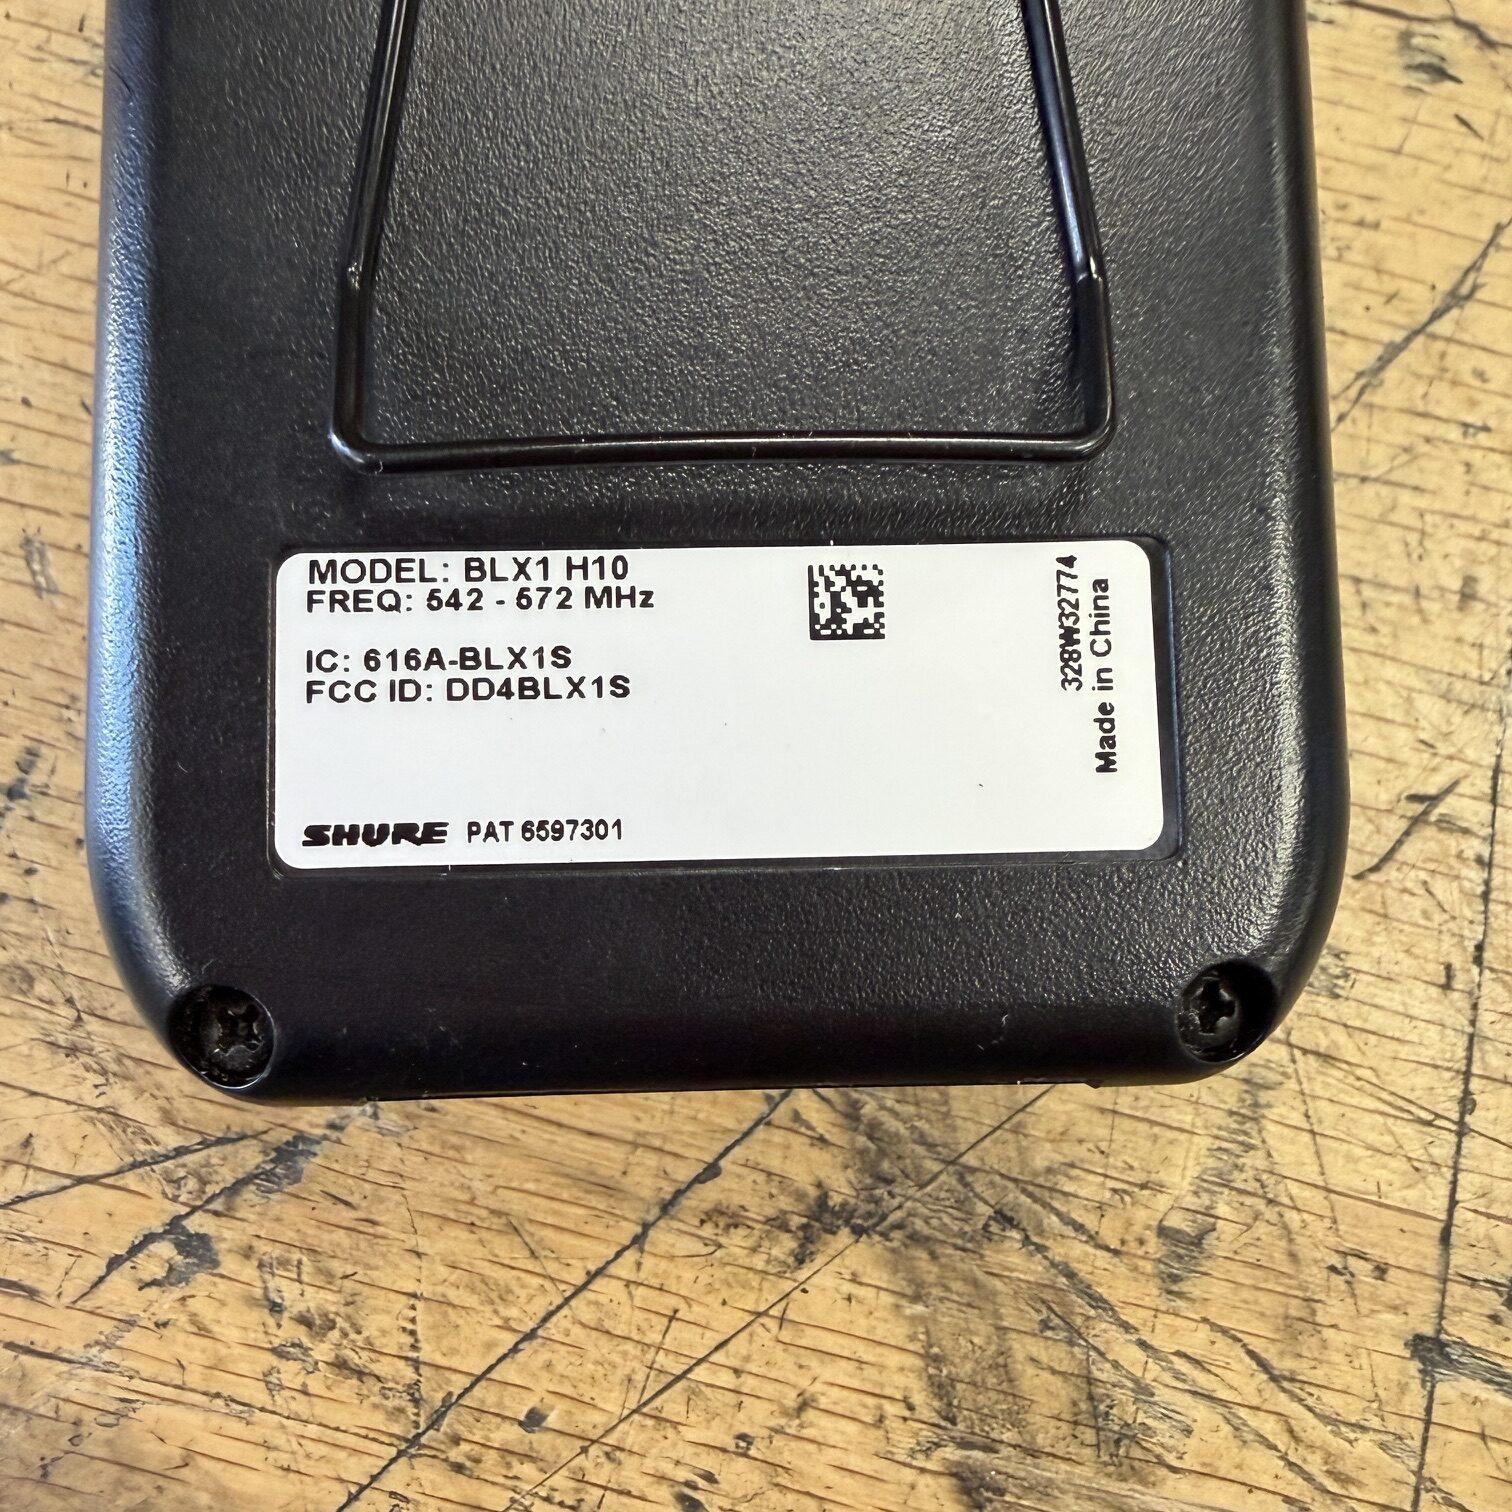 MODEL: BLX1 H10
FREQ: 542 - 572 MHz
IC: 616A-BLX1S
FCC ID: DD4BLX1S
SHURE PAT 6597301
328W32774
Made in China